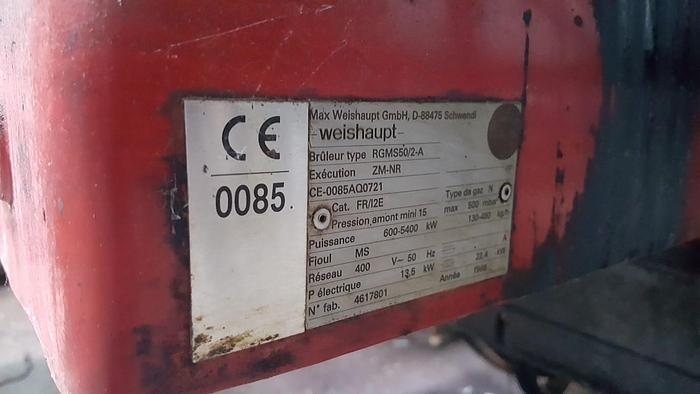 CE
0085
Max Weishaupt GmbH, D-88475 Schwendi
-weishaupt-
Brûleur type RGMS50/2-A
Exécution ZM-NR
CE-0085AQ0721
Cat. FR/I2E Type de gaz N
Pression amont mini 15 max 500 mbar
Puissance 600-5400 kW 130-480 kg/h
Fioul MS
Réseau 400 V~ 50 Hz A
P électrique 13,5 kW 22,4 kW
N° fab. 4617801 Année